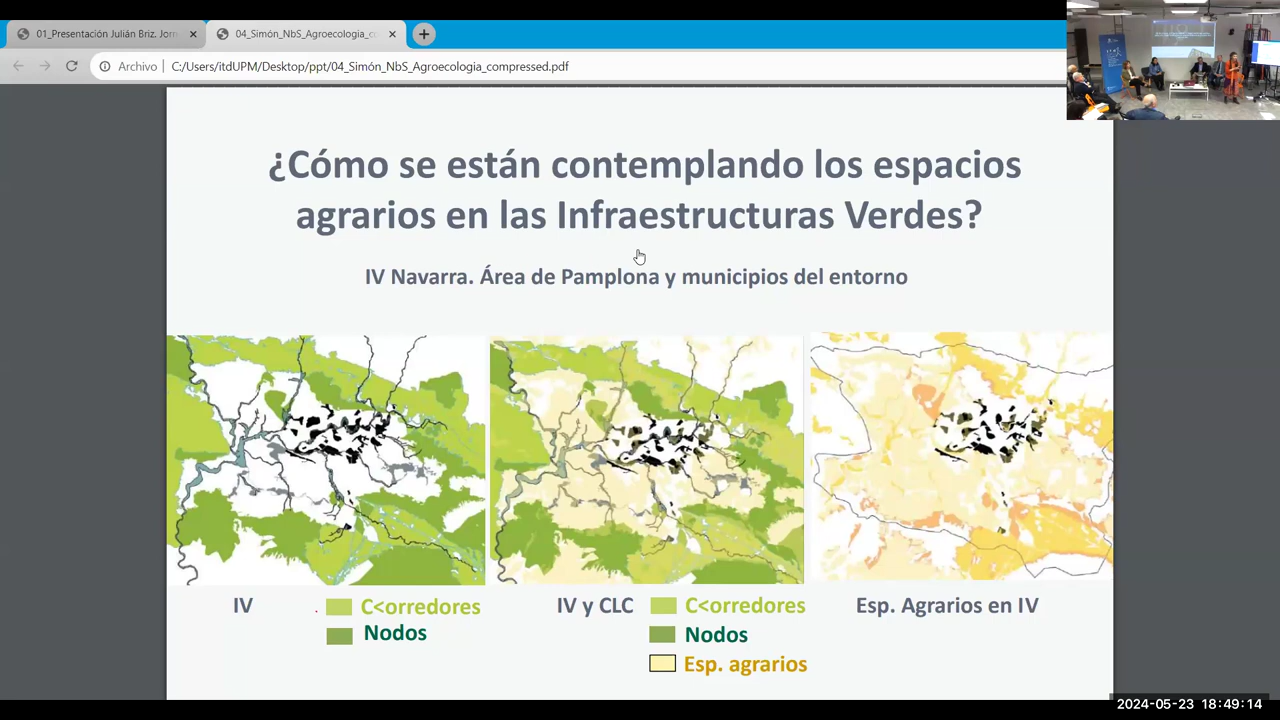 01_Presentación Julián Briz. Jorn
04_Simón_NbS_Agroecologia_c
Archivo
C:/Users/itdUPM/Desktop/ppt/04_Simón_NbS_Agroecologia_compressed.pdf
¿Cómo se están contemplando los espacios
agrarios en las Infraestructuras Verdes?
IV Navarra. Área de Pamplona y municipios del entorno
IV
C<orredores
Nodos
IV y CLC
C<orredores
Nodos
Esp. agrarios
Esp. Agrarios en IV
2024-05-23 18:49:14